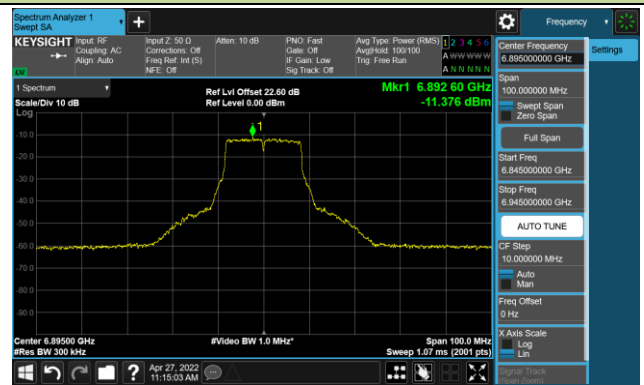 Spectrum Analyzer 1
Swept SA
Frequency
KEYSIGHT
Input: RF
Coupling: AC
Align: Auto
Input Z: 50 Ω
Corrections: Off
Freq Ref: Int (S)
NFE: Off
Atten: 10 dB
PNO: Fast
Gate: Off
IF Gain: Low
Sig Track: Off
Avg Type: Power (RMS)
Avg|Hold: 100/100
Trig: Free Run
1 2 3 4 5 6
A W W W W W
A N N N N N
1 Spectrum
Scale/Div 10 dB
Log
Ref Lvl Offset 22.60 dB
Ref Level 0.00 dBm
Mkr1 6.892 60 GHz
-11.376 dBm
1
-10.0
-20.0
-30.0
-40.0
-50.0
-60.0
-70.0
-80.0
-90.0
Center 6.89500 GHz
#Res BW 300 kHz
#Video BW 1.0 MHz*
Span 100.0 MHz
Sweep 1.07 ms (2001 pts)
Apr 27, 2022
11:15:03 AM
Center Frequency
6.895000000 GHz
Settings
Span
100.000000 MHz
Swept Span
Zero Span
Full Span
Start Freq
6.845000000 GHz
Stop Freq
6.945000000 GHz
AUTO TUNE
CF Step
10.000000 MHz
Auto
Man
Freq Offset
0 Hz
X Axis Scale
Log
Lin
Signal Track
(Span Zoom)